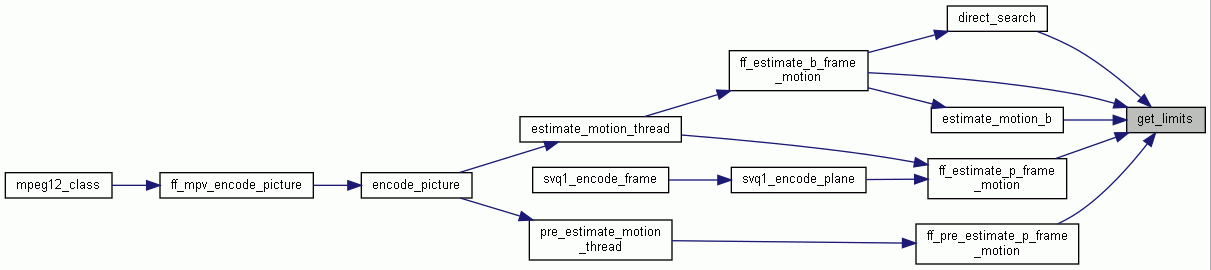 direct_search
ff_estimate_b_frame
_motion
estimate_motion_b
get_limits
estimate_motion_thread
mpeg12_class
ff_mpv_encode_picture
encode_picture
svq1_encode_frame
svq1_encode_plane
ff_estimate_p_frame
_motion
pre_estimate_motion
_thread
ff_pre_estimate_p_frame
_motion